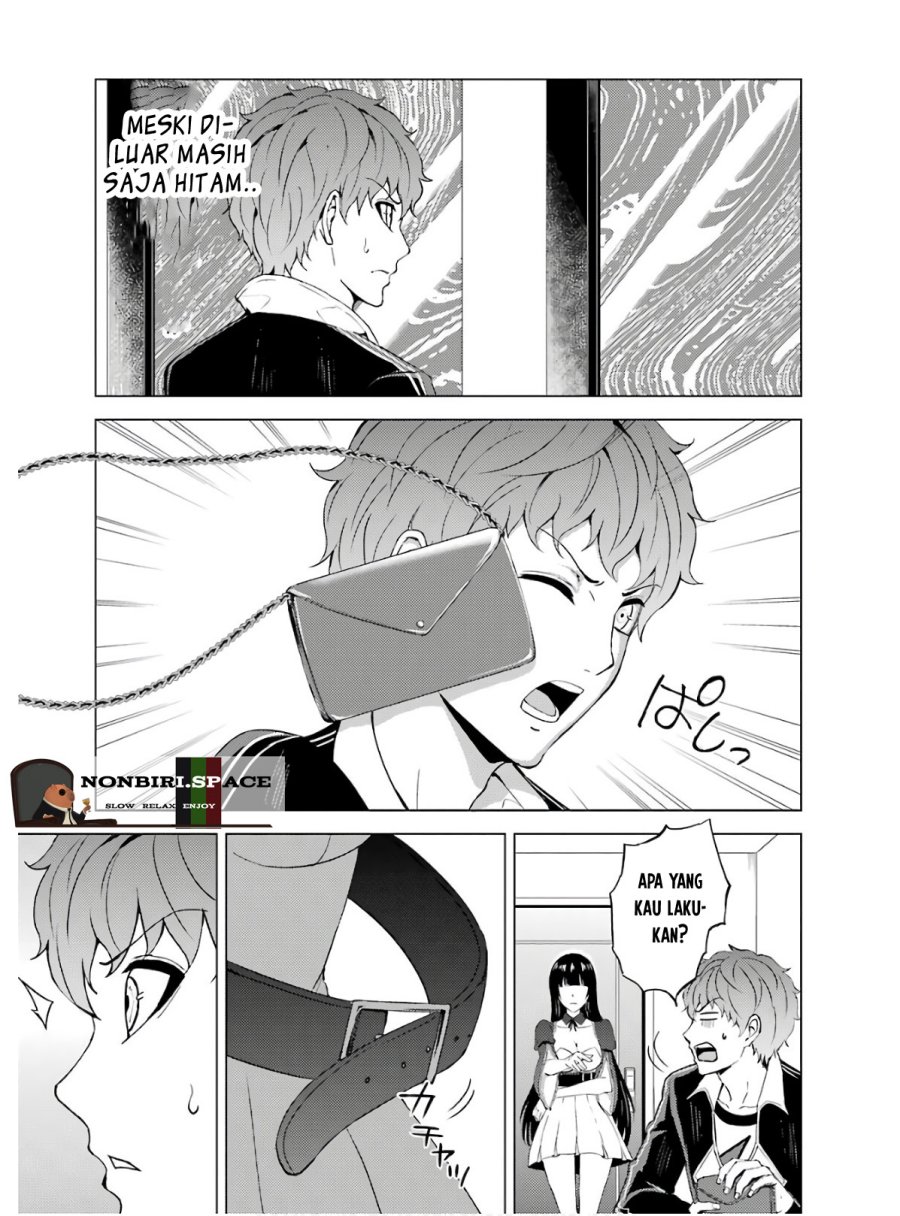 MESKI DI-
LUAR MASIH
SAJA HITAM..
ぱしっ
NONBIRI.SPACE
SLOW RELAX ENJOY
APA YANG
KAU LAKU-
KAN?
カチャッ